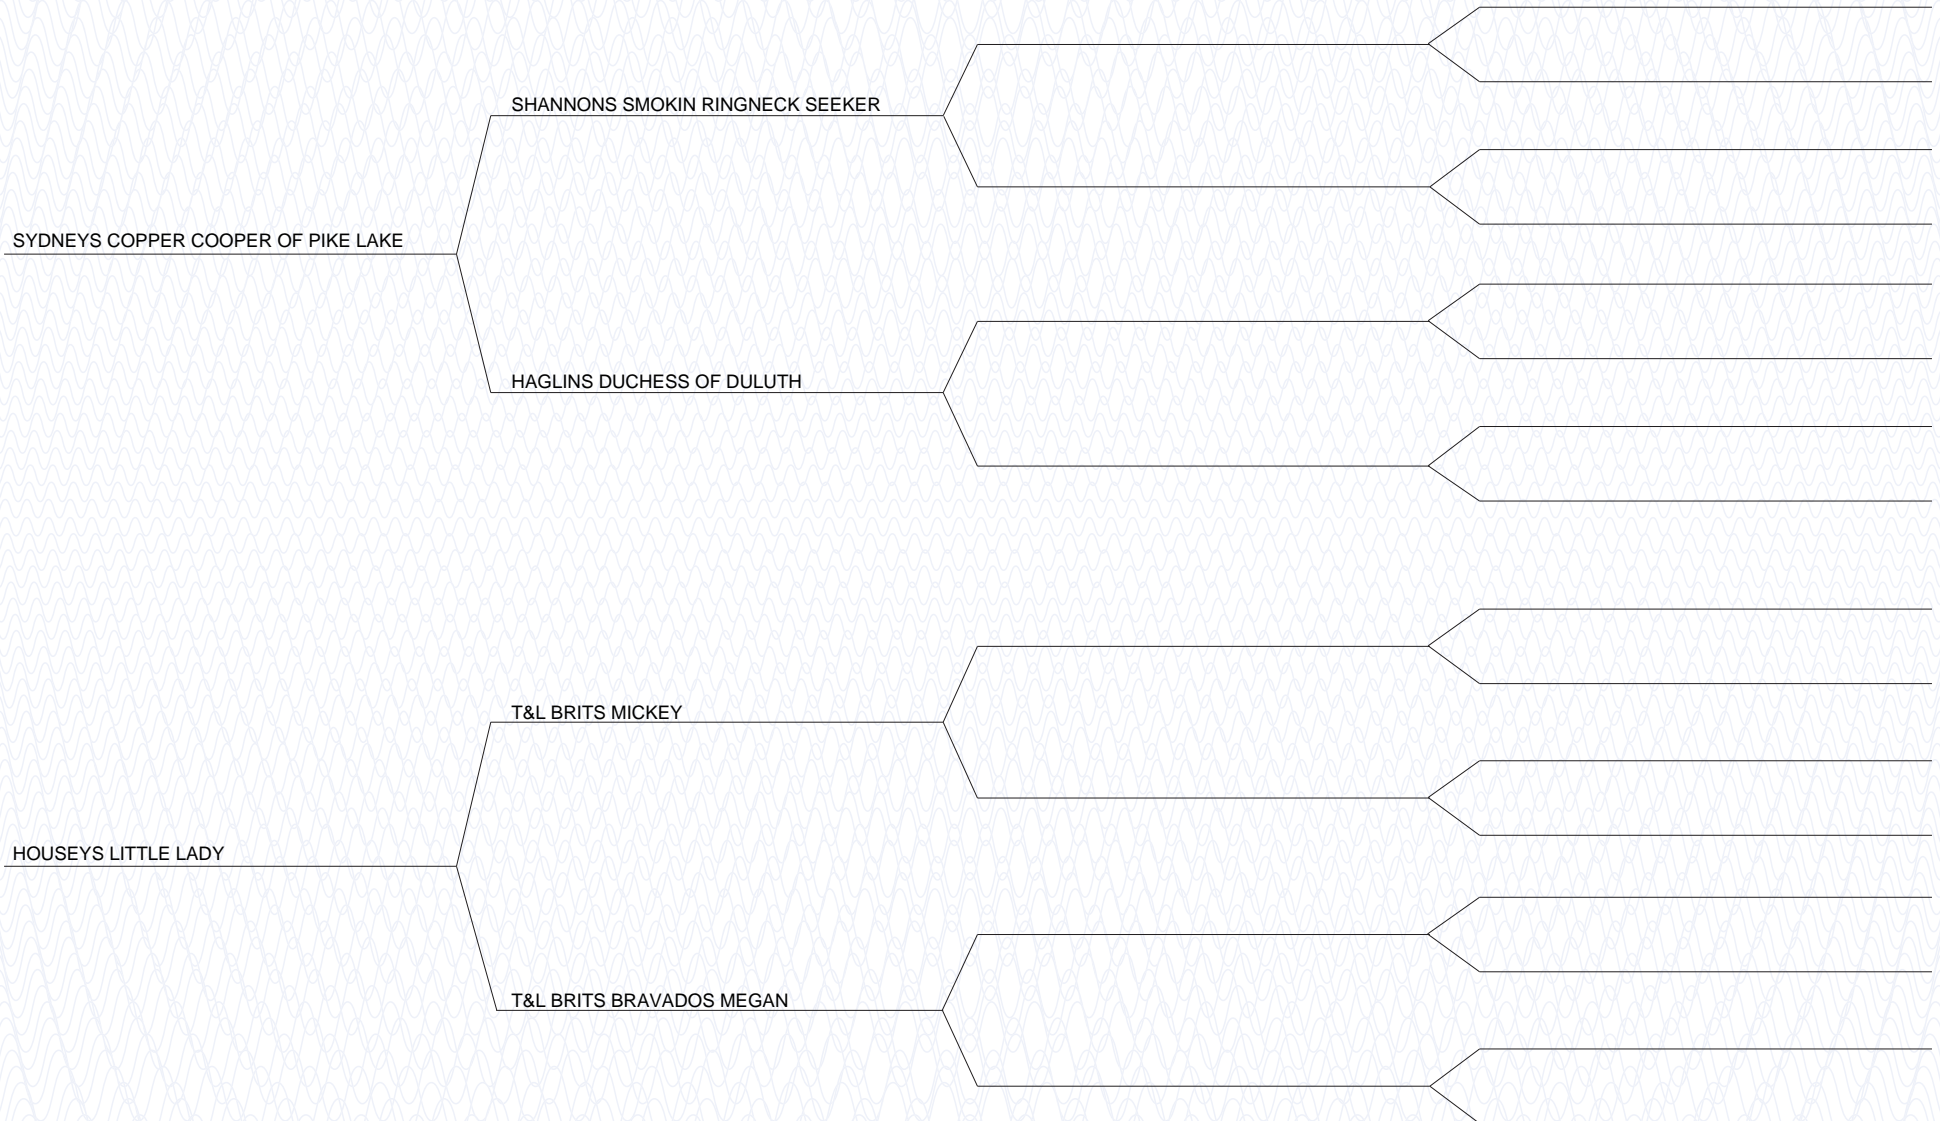 SHANNONS SMOKIN RINGNECK SEEKER
SYDNEYS COPPER COOPER OF PIKE LAKE
HAGLINS DUCHESS OF DULUTH
T&L BRITS MICKEY
HOUSEYS LITTLE LADY
T&L BRITS BRAVADOS MEGAN